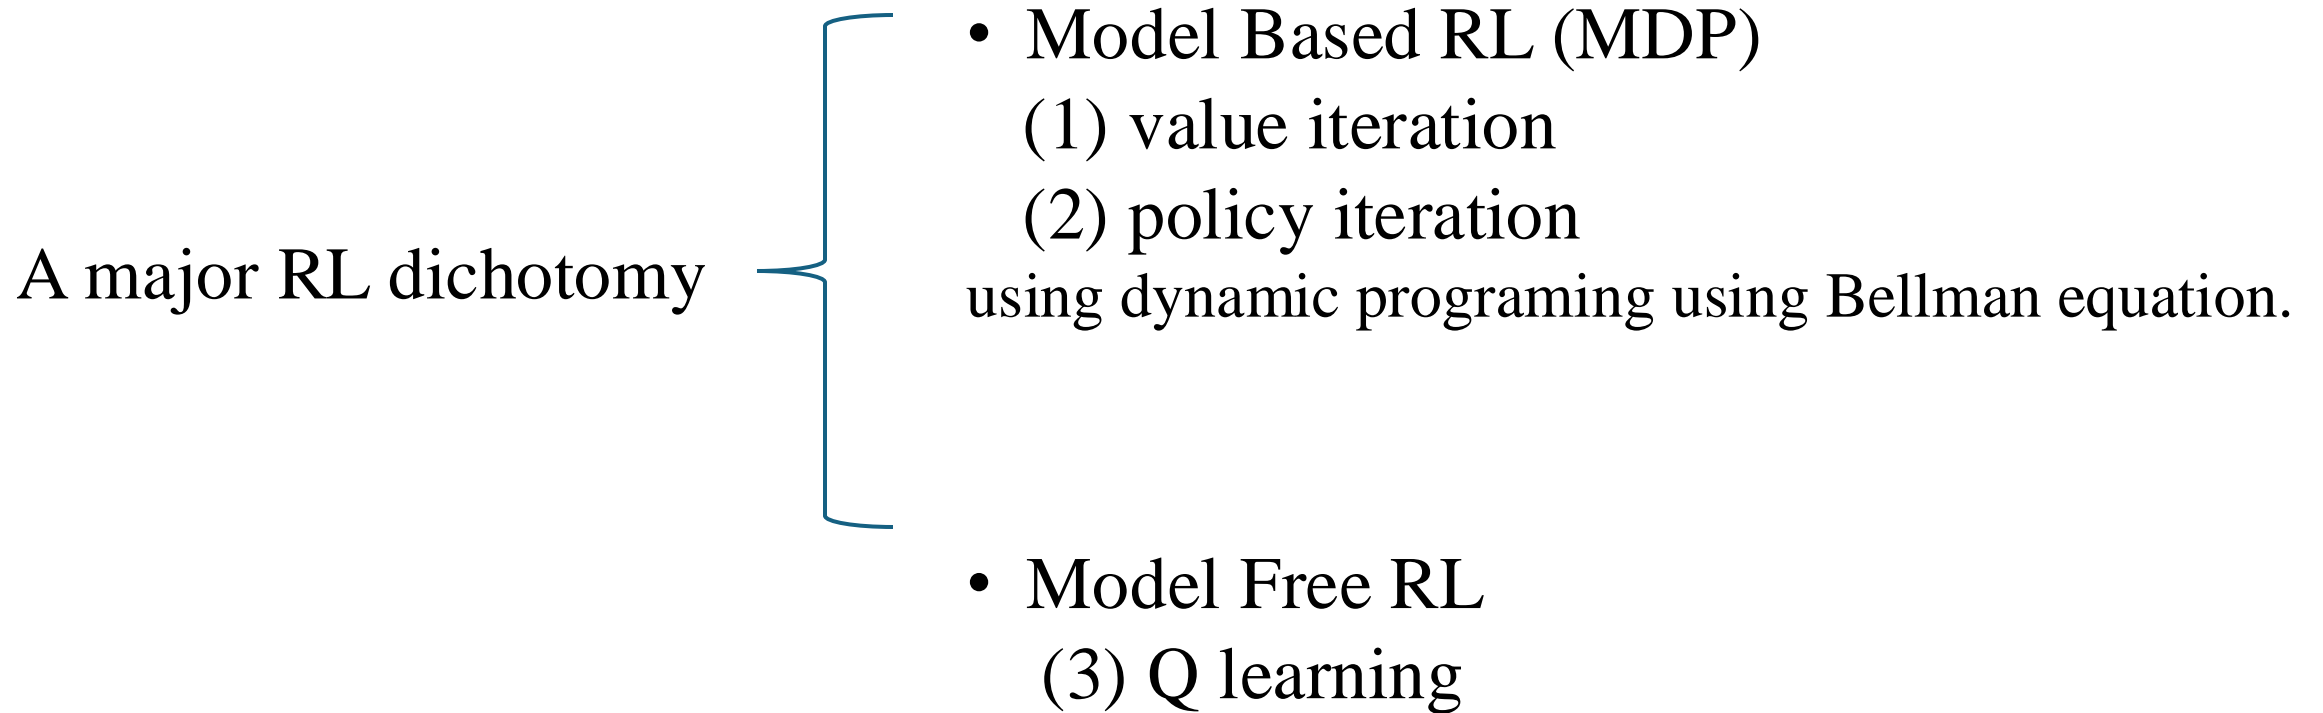 • Model Based RL (MDP)
(1) value iteration
(2) policy iteration
A major RL dichotomy
using dynamic programing using Bellman equation.
• Model Free RL
(3) Q learning